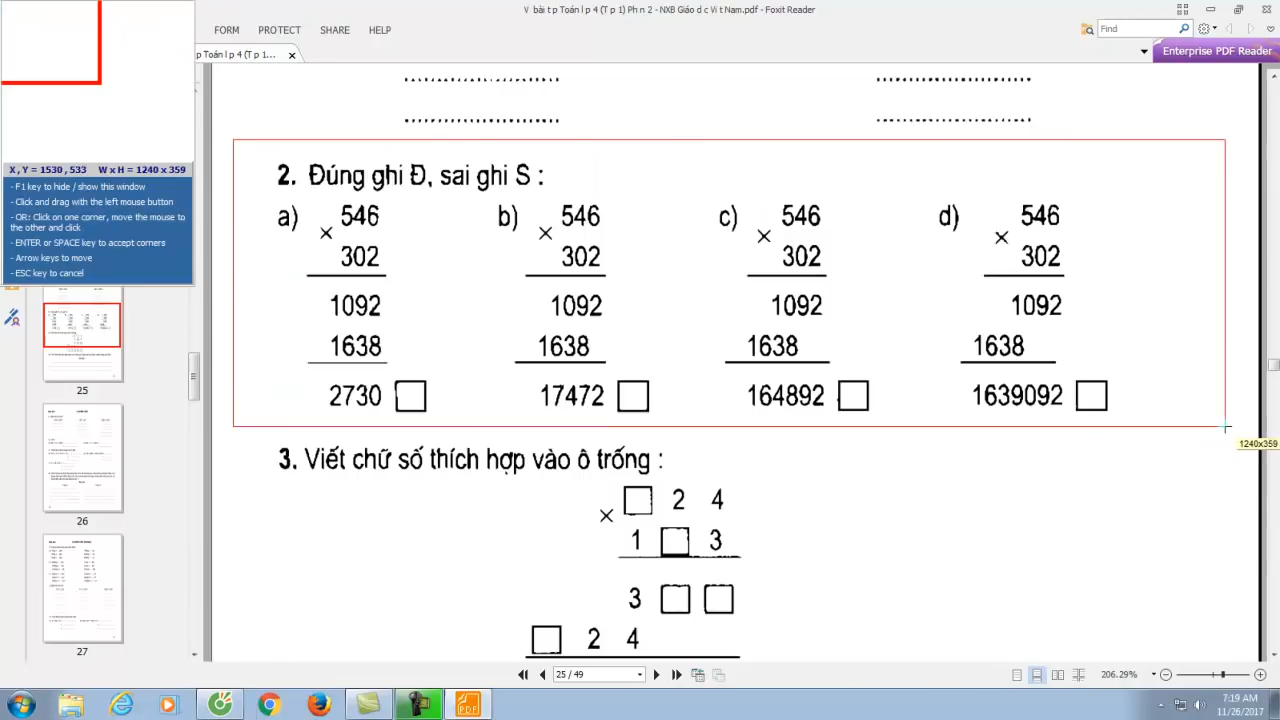 V bài t p Toán l p 4 (T p 1) Ph n 2 - NXB Giáo d c Vi t Nam.pdf - Foxit Reader
FORM PROTECT SHARE HELP
Find
p Toán l p 4 (T p 1...
Enterprise PDF Reader
X , Y = 1530 , 533 W x H = 1240 x 359
- F1 key to hide / show this window
- Click and drag with the left mouse button
- OR: Click on one corner, move the mouse to
the other and click
- ENTER or SPACE key to accept corners
- Arrow keys to move
- ESC key to cancel
25
26
27
2. Đúng ghi Đ, sai ghi S :
a) 546 b) 546 c) 546 d) 546
× × × ×
302 302 302 302
1092 1092 1092 1092
1638 1638 1638 1638
2730 □ 17472 □ 164892 □ 1639092 □
1240x359
3. Viết chữ số thích hợp vào ô trống :
□ 2 4
×
1 □ 3
3 □ □
□ 2 4
25 / 49
206.29%
7:19 AM
11/26/2017